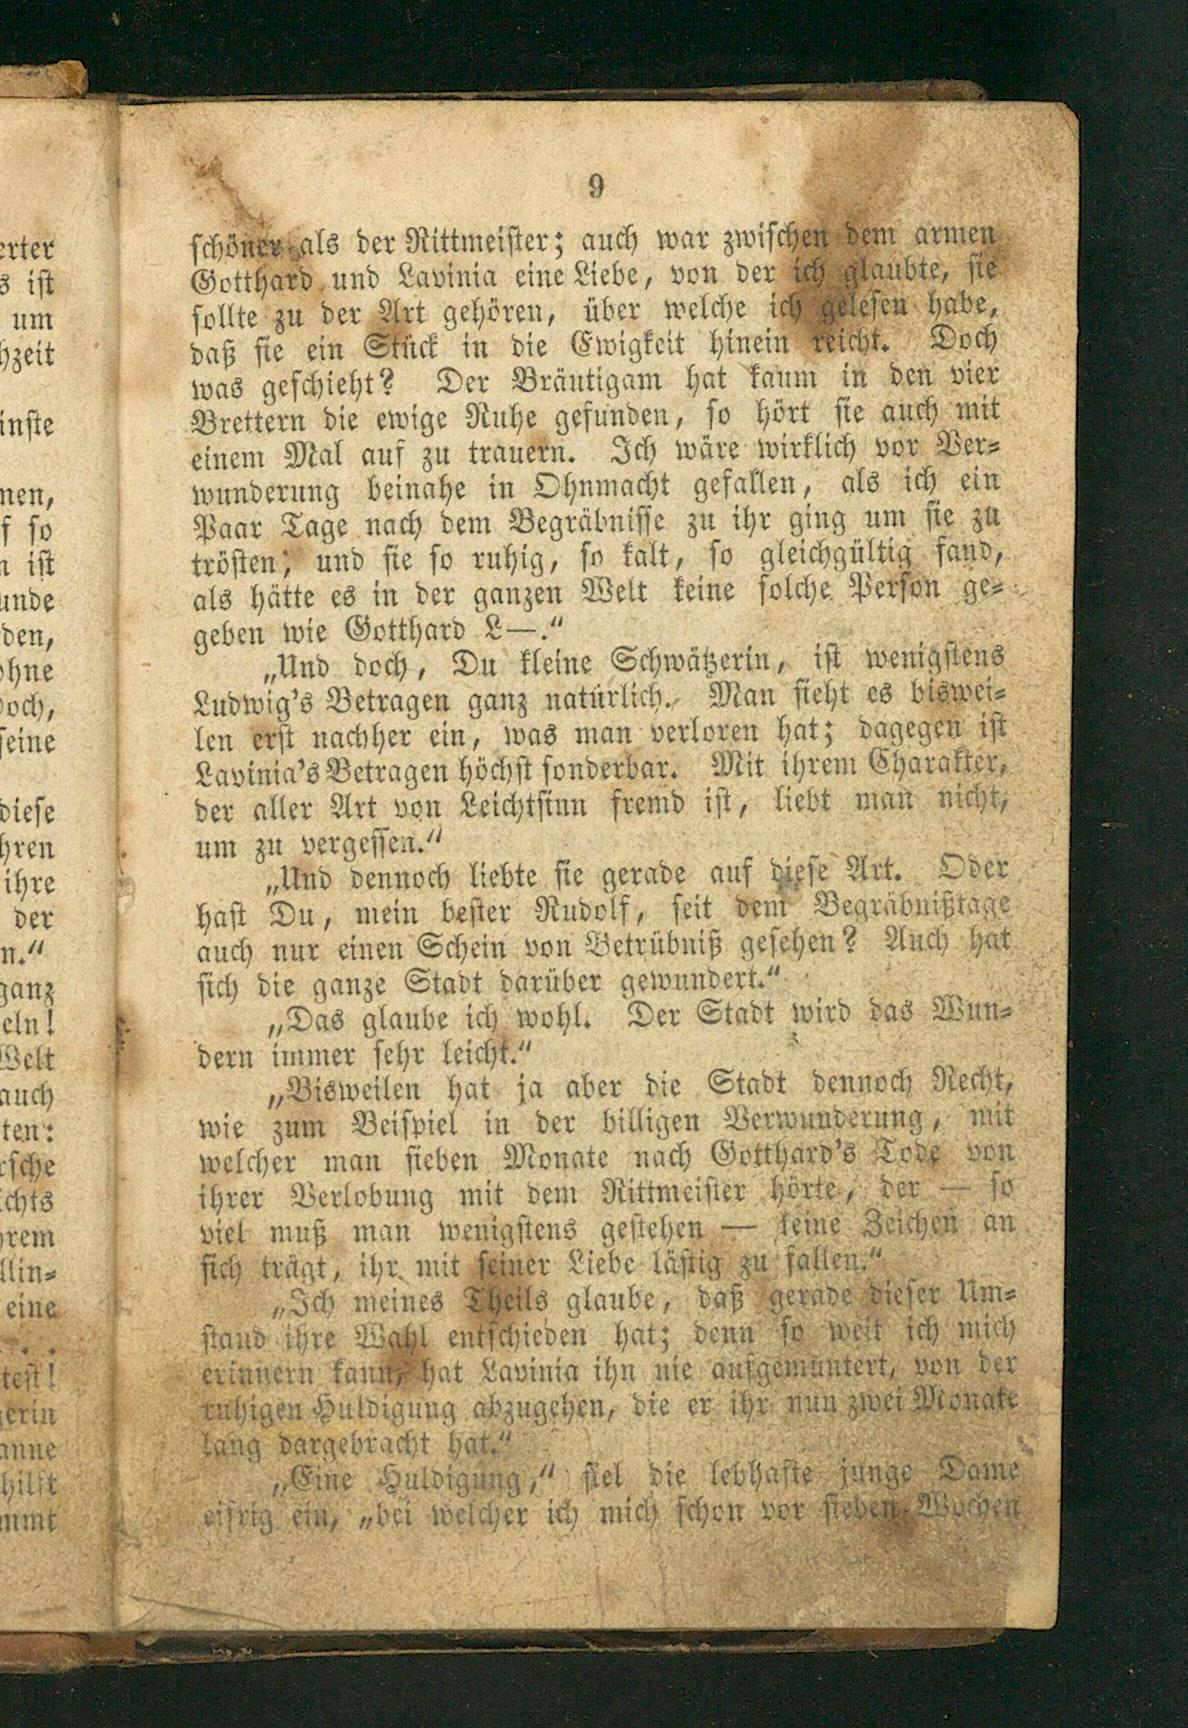 9
schöner als der Rittmeister; auch war zwischen dem armen
Gotthard und Lavinia eine Liebe, von der ich glaubte, sie
sollte zu der Art gehören, über welche ich gelesen habe,
daß sie ein Stück in die Ewigkeit hinein reicht. Doch
was geschieht? Der Bräutigam hat kaum in den vier
Brettern die ewige Ruhe gefunden, so hört sie auch mit
einem Mal auf zu trauern. Ich wäre wirklich vor Ver-
wunderung beinahe in Ohnmacht gefallen, als ich ein
Paar Tage nach dem Begräbnisse zu ihr ging um sie zu
trösten, und sie so ruhig, so kalt, so gleichgültig fand,
als hätte es in der ganzen Welt keine solche Person ge-
geben wie Gotthard L—.“
„Und doch, Du kleine Schwätzerin, ist wenigstens
Ludwig's Betragen ganz natürlich. Man sieht es biswei-
len erst nachher ein, was man verloren hat; dagegen ist
Lavinia's Betragen höchst sonderbar. Mit ihrem Charakter,
der aller Art von Leichtsinn fremd ist, liebt man nicht,
um zu vergessen.“
„Und dennoch liebte sie gerade auf diese Art. Oder
hast Du, mein bester Rudolf, seit dem Begräbnißtage
auch nur einen Schein von Betrübniß gesehen? Auch hat
sich die ganze Stadt darüber gewundert.“
„Das glaube ich wohl. Der Stadt wird das Wun-
dern immer sehr leicht.“
„Bisweilen hat ja aber die Stadt dennoch Recht,
wie zum Beispiel in der billigen Verwunderung, mit
welcher man sieben Monate nach Gotthard's Tode von
ihrer Verlobung mit dem Rittmeister hörte, der — so
viel muß man wenigstens gestehen — keine Zeichen an
sich trägt, ihr mit seiner Liebe lästig zu fallen.“
„Ich meines Theils glaube, daß gerade dieser Um-
stand ihre Wahl entschieden hat; denn so weit ich mich
erinnern kann, hat Lavinia ihn nie aufgemuntert, von der
ruhigen Huldigung abzugehen, die er ihr nun zwei Monate
lang dargebracht hat.“
„Eine Huldigung,“ fiel die lebhafte junge Dame
eifrig ein, „bei welcher ich mich schon vor sieben Wochen